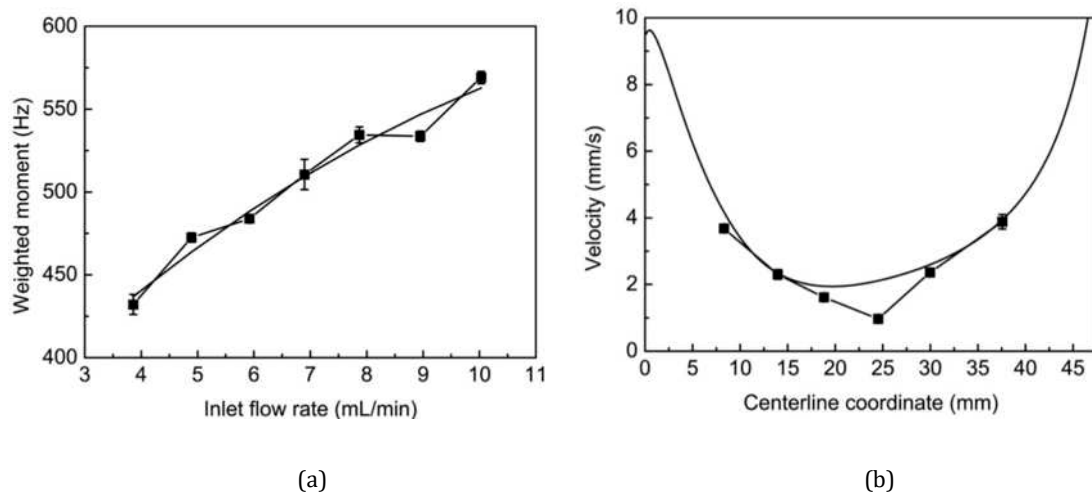 600
550
500
450
400
3 4 5 6 7 8 9 10 11
Weighted moment (Hz)
Inlet flow rate (mL/min)
(a)
10
8
6
4
2
0
0 5 10 15 20 25 30 35 40 45
Velocity (mm/s)
Centerline coordinate (mm)
(b)